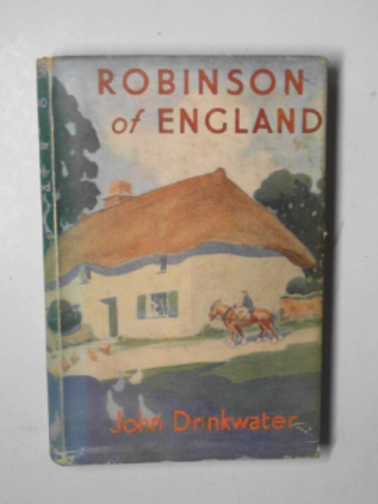 ROBINSON
of ENGLAND
John Drinkwater